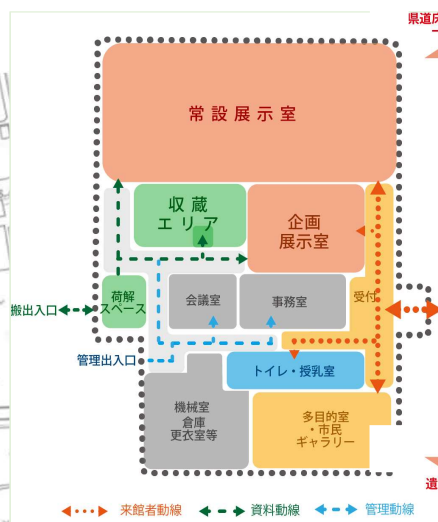 県道床
常設展示室
収蔵
エリア
企画
展示室
荷解
スペース
会議室
事務室
受付
搬出入口
管理出入口
トイレ・授乳室
機械室
倉庫
更衣室等
多目的室
・市民
ギャラリー
遺
来館者動線
資料動線
管理動線